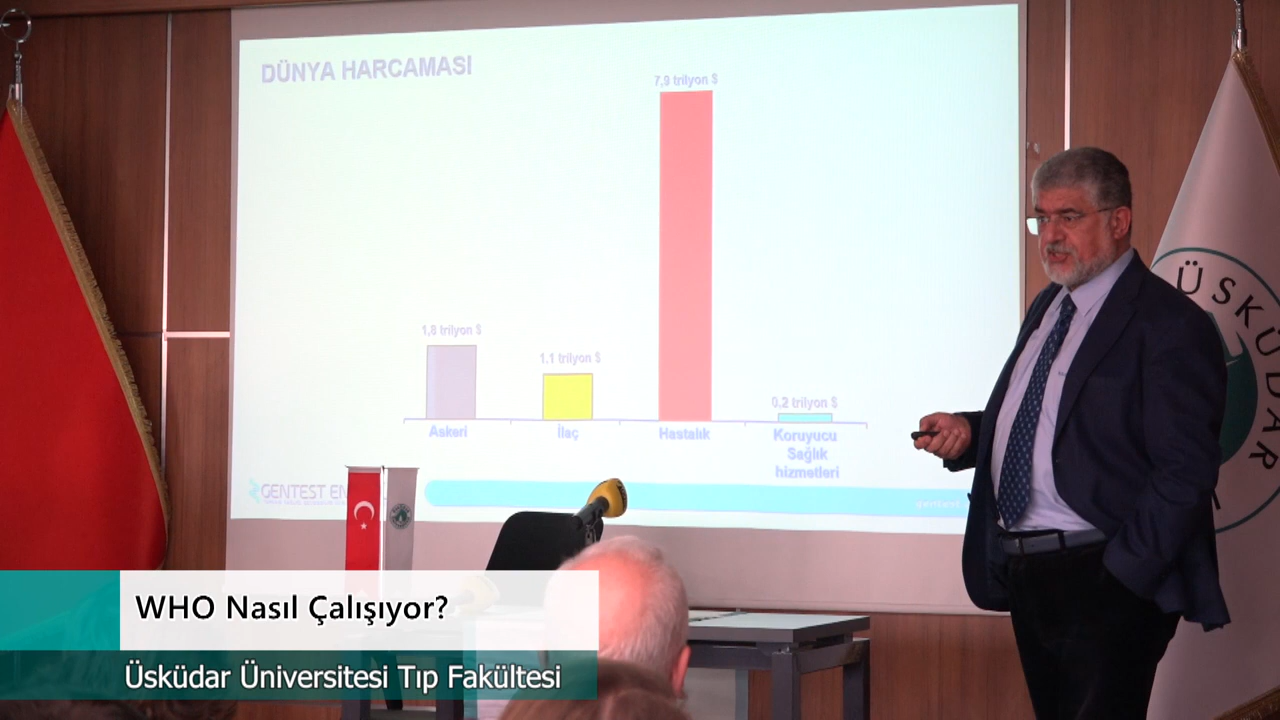 DÜNYA HARCAMASI
7,9 trilyon $
1,8 trilyon $
1,1 trilyon $
0,2 trilyon $
Askeri
İlaç
Hastalık
Koruyucu
Sağlık
hizmetleri
GENTEST
gentest
ÜSKÜDAR
WHO Nasıl Çalışıyor?
Üsküdar Üniversitesi Tıp Fakültesi